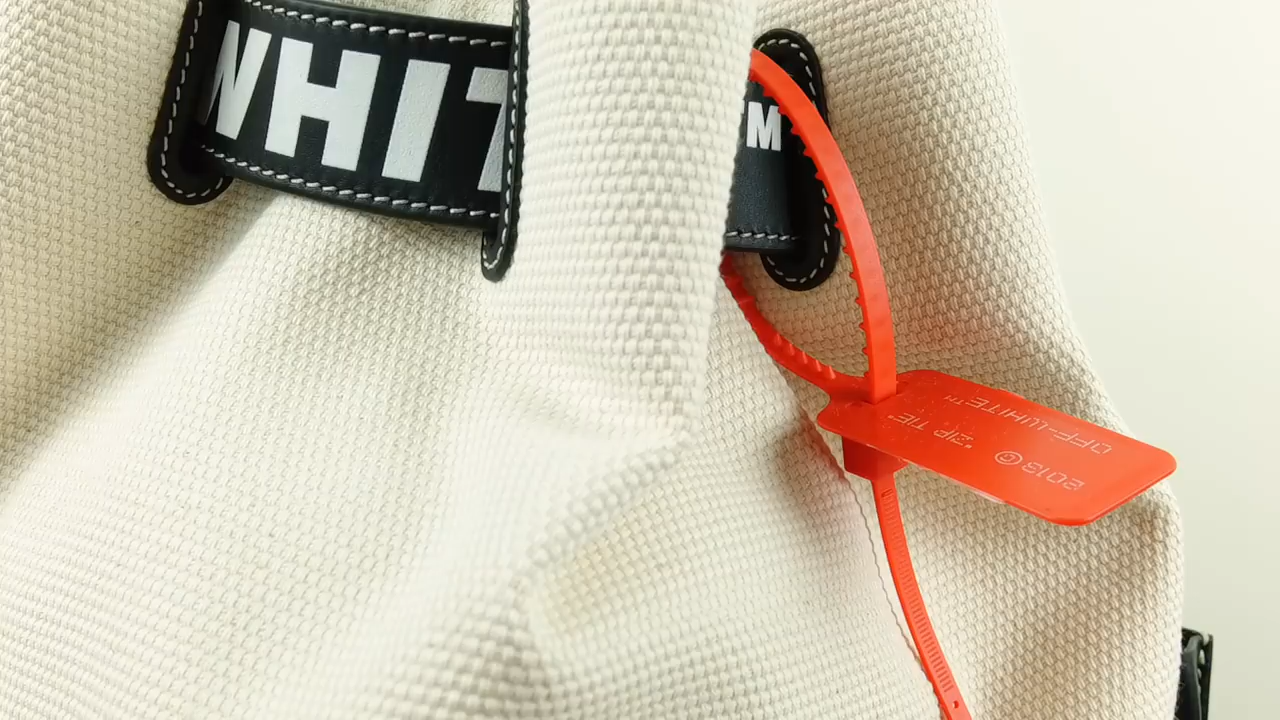 WHIT
M
OFF-WHITE™
"ZIP TIE"
2018 ©